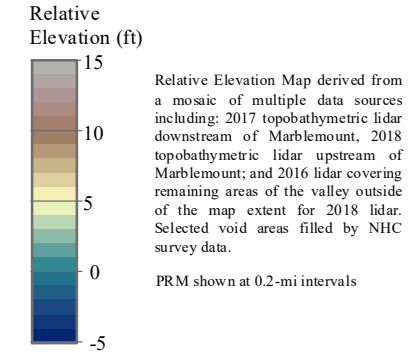 Relative
Elevation (ft)
15
10
5
0
-5
Relative Elevation Map derived from
a mosaic of multiple data sources
including: 2017 topobathymetric lidar
downstream of Marblemount, 2018
topobathymetric lidar upstream of
Marblemount; and 2016 lidar covering
remaining areas of the valley outside
of the map extent for 2018 lidar.
Selected void areas filled by NHC
survey data.
PRM shown at 0.2-mi intervals